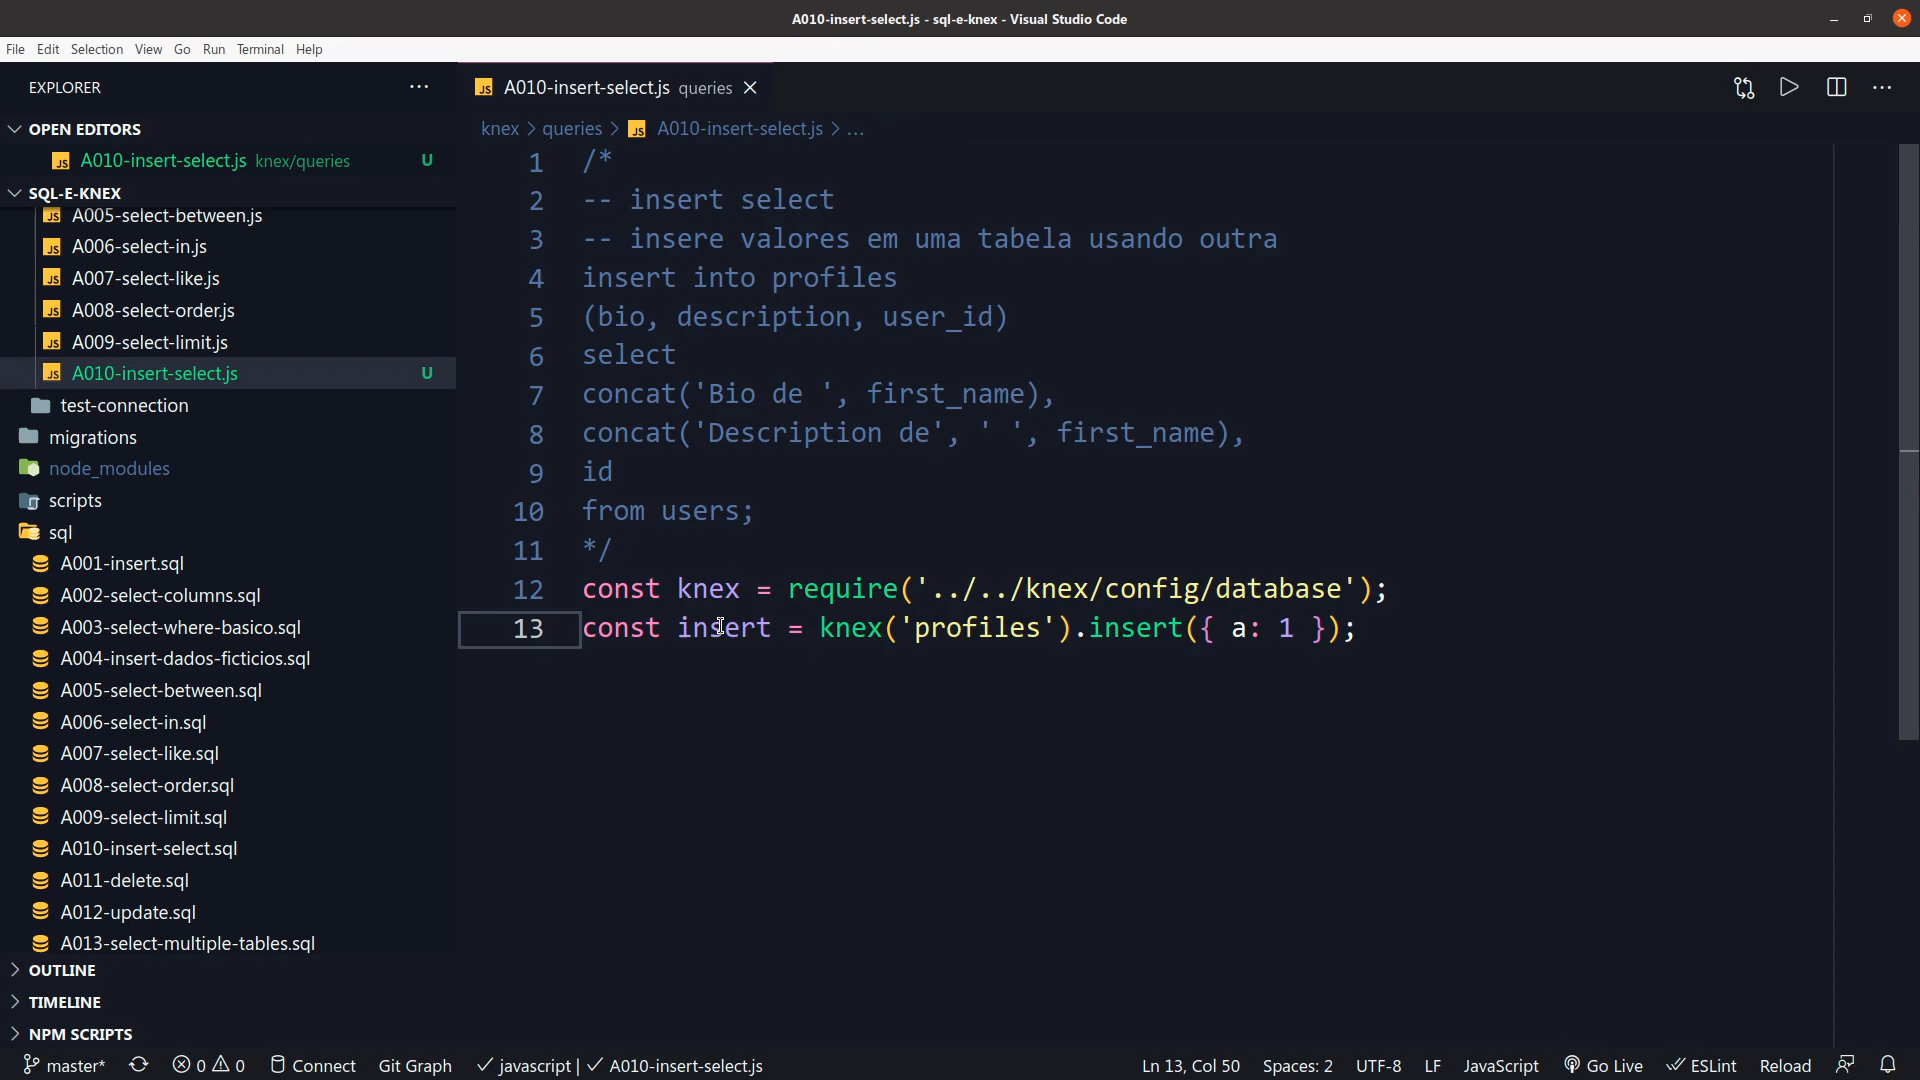 A010-insert-select.js - sql-e-knex - Visual Studio Code
File Edit Selection View Go Run Terminal Help
EXPLORER
OPEN EDITORS
JS A010-insert-select.js knex/queries U
SQL-E-KNEX
JS A005-select-between.js
JS A006-select-in.js
JS A007-select-like.js
JS A008-select-order.js
JS A009-select-limit.js
JS A010-insert-select.js U
test-connection
migrations
node_modules
scripts
sql
A001-insert.sql
A002-select-columns.sql
A003-select-where-basico.sql
A004-insert-dados-ficticios.sql
A005-select-between.sql
A006-select-in.sql
A007-select-like.sql
A008-select-order.sql
A009-select-limit.sql
A010-insert-select.sql
A011-delete.sql
A012-update.sql
A013-select-multiple-tables.sql
OUTLINE
TIMELINE
NPM SCRIPTS
JS A010-insert-select.js queries
knex > queries > JS A010-insert-select.js > ...
1 /*
2 -- insert select
3 -- insere valores em uma tabela usando outra
4 insert into profiles
5 (bio, description, user_id)
6 select
7 concat('Bio de ', first_name),
8 concat('Description de', ' ', first_name),
9 id
10 from users;
11 */
12 const knex = require('../../knex/config/database');
13 const insert = knex('profiles').insert({ a: 1 });
master* 0 0 Connect Git Graph javascript | A010-insert-select.js Ln 13, Col 50 Spaces: 2 UTF-8 LF JavaScript Go Live ESLint Reload